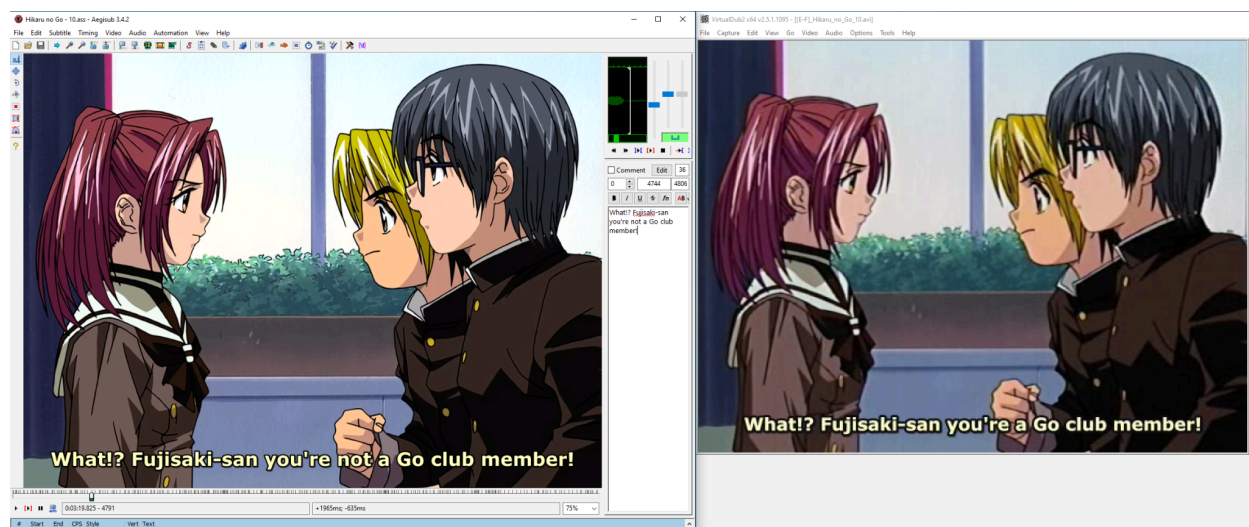 Hikaru no Go - 10.ass - Aegisub 3.4.2
File Edit Subtitle Timing Video Audio Automation View Help
Comment Edit 36
0 4744 4806
B I U S fn AB
What!? Fujisaki-san
you're not a Go club
member!
What!? Fujisaki-san you're not a Go club member!
0:03:19.825 - 4791 +1965ms; -635ms 75%
# Start End CPS Style Vert Text
VirtualDub2 x64 v2.5.1.1095 - [[E-F]_Hikaru_no_Go_10.avi]
File Capture Edit View Go Video Audio Options Tools Help
What!? Fujisaki-san you're a Go club member!